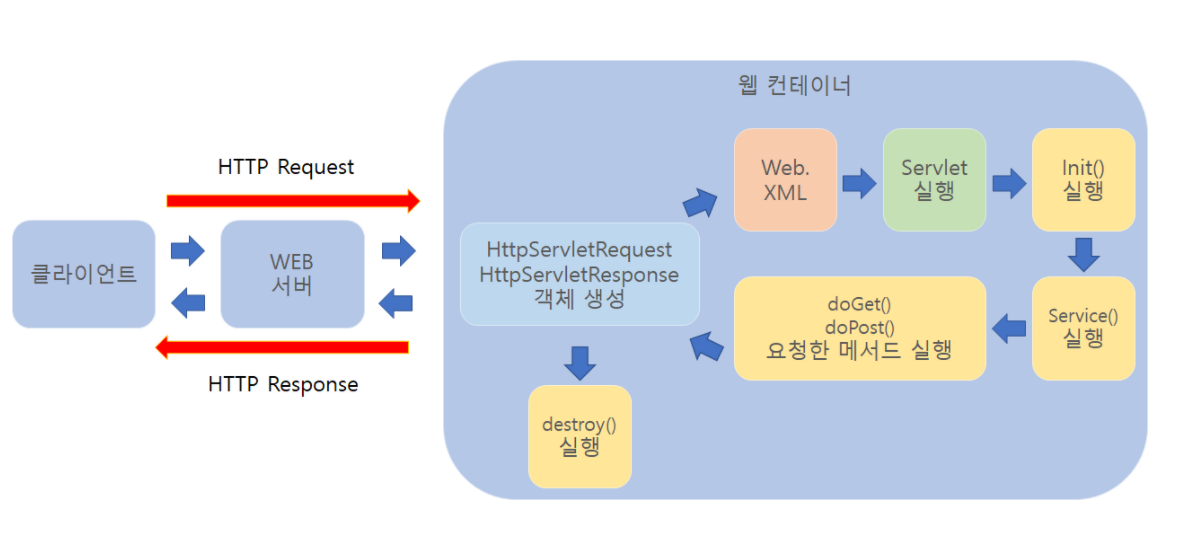 웹 컨테이너
HTTP Request
클라이언트
WEB
서버
HTTP Response
HttpServletRequest
HttpServletResponse
객체 생성
Web.
XML
Servlet
실행
Init()
실행
Service()
실행
doGet()
doPost()
요청한 메서드 실행
destroy()
실행